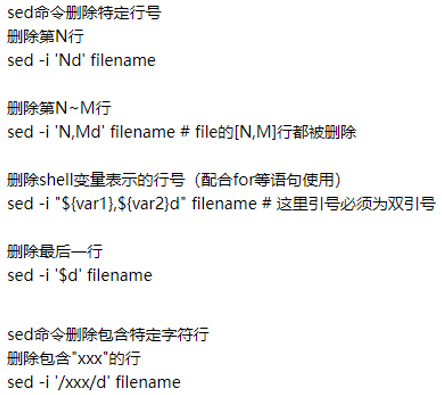 sed命令删除特定行号
删除第N行
sed -i 'Nd' filename
删除第N~M行
sed -i 'N,Md' filename # file的[N,M]行都被删除
删除shell变量表示的行号（配合for等语句使用）
sed -i "${var1},${var2}d" filename # 这里引号必须为双引号
删除最后一行
sed -i '$d' filename
sed命令删除包含特定字符行
删除包含"xxx"的行
sed -i '/xxx/d' filename